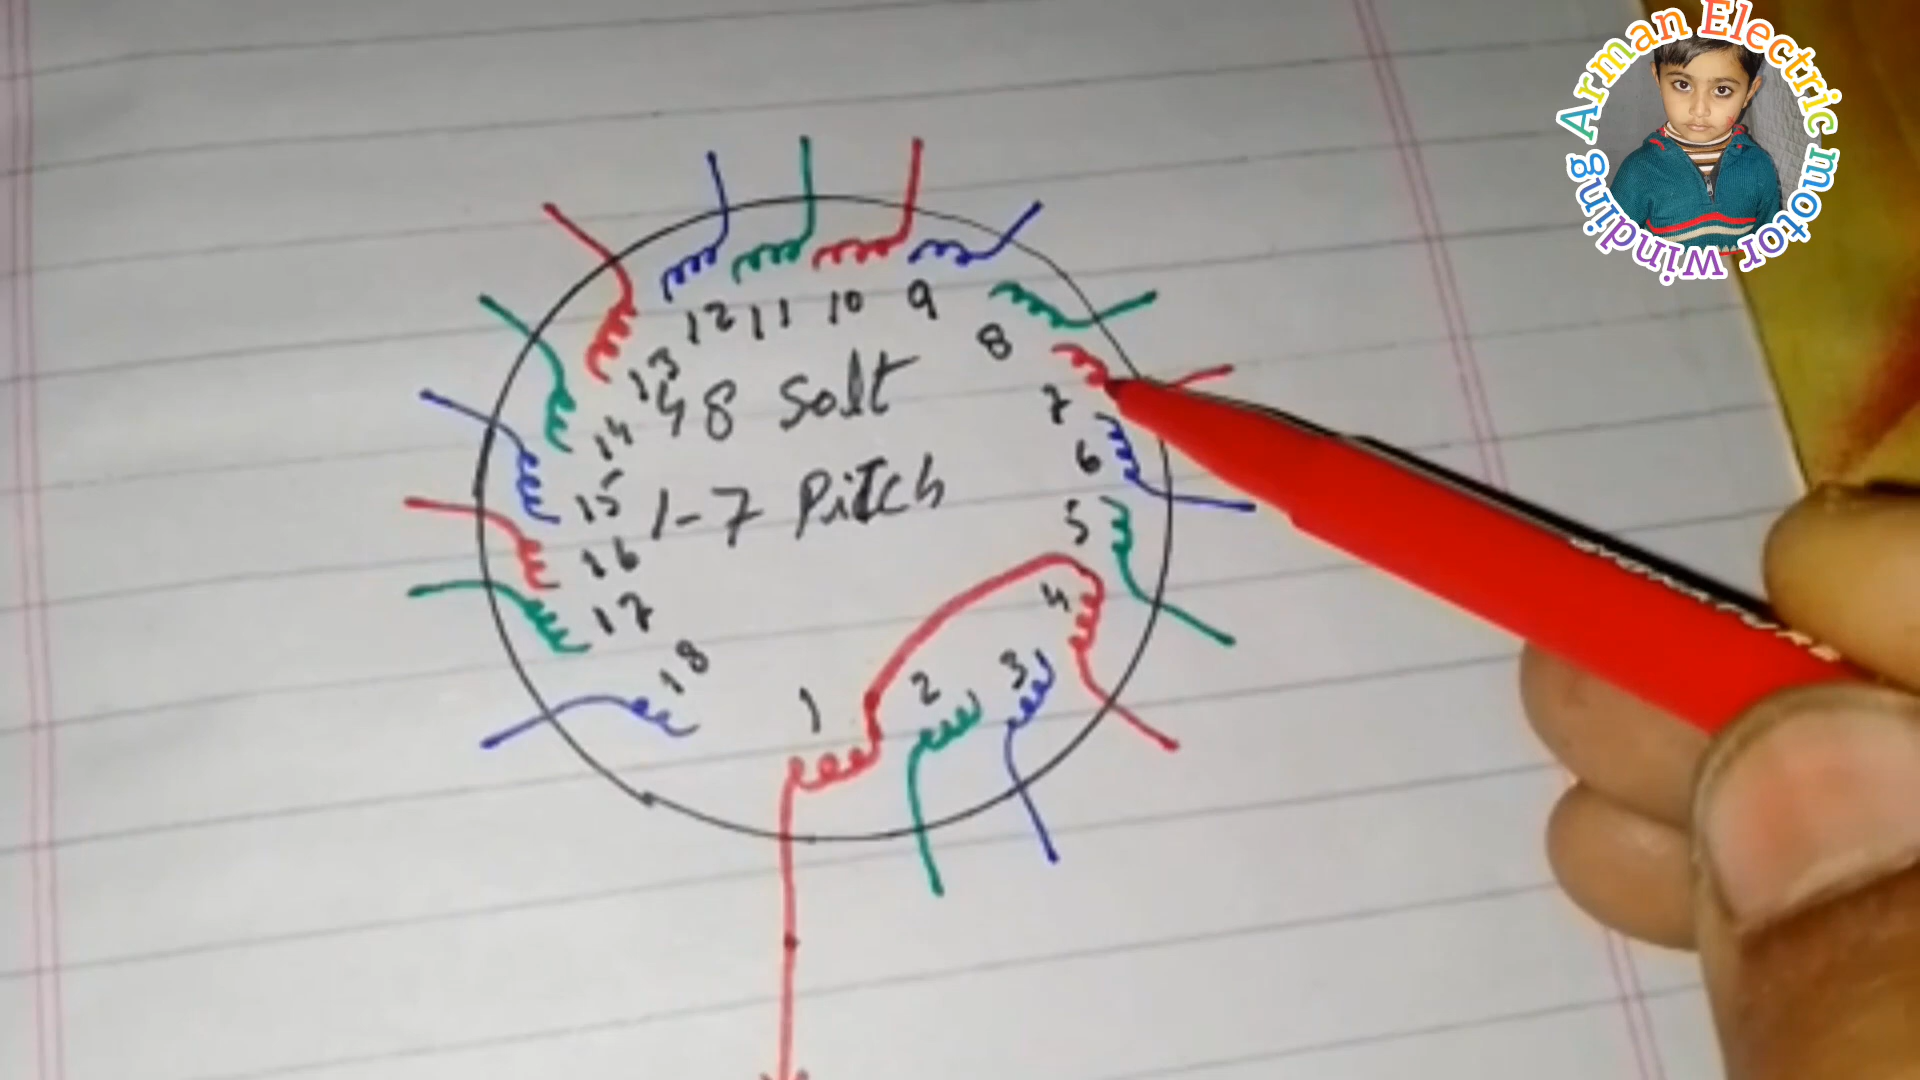 Arman Electric motor winding
12 11 10 9
13 8
48 Solt
14 7
15 6
1-7 Pitch
16 5
17 4
18 1 2 3